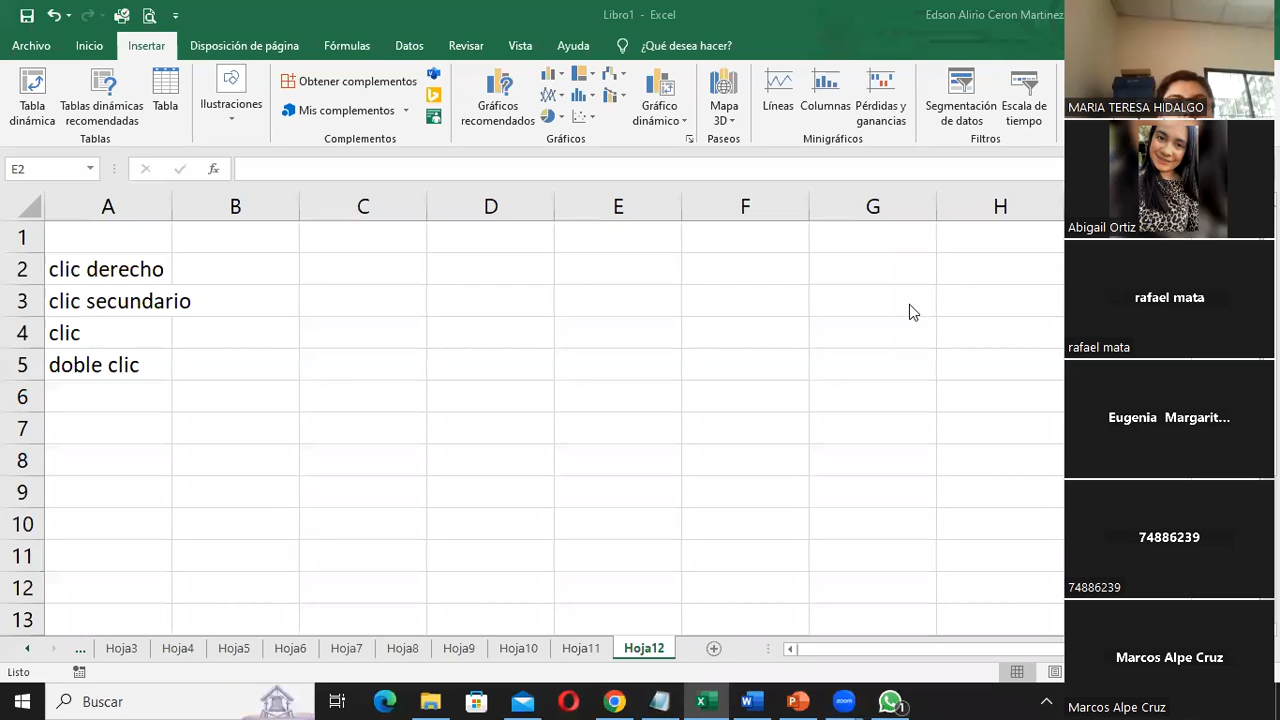 Libro1 - Excel
Edson Alirio Ceron Martinez
Archivo Inicio Insertar Disposición de página Fórmulas Datos Revisar Vista Ayuda ¿Qué desea hacer?
Tabla dinámica
Tablas dinámicas recomendadas
Tabla
Tablas
Ilustraciones
Obtener complementos
Mis complementos
Complementos
Gráficos recomendados
Gráfico dinámico
Gráficos
Mapa 3D
Paseos
Líneas
Columnas
Pérdidas y ganancias
Minigráficos
Segmentación de datos
Escala de tiempo
Filtros
E2
fx
A B C D E F G H
1
2 clic derecho
3 clic secundario
4 clic
5 doble clic
6
7
8
9
10
11
12
13
... Hoja3 Hoja4 Hoja5 Hoja6 Hoja7 Hoja8 Hoja9 Hoja10 Hoja11 Hoja12
Listo
Buscar
1
MARIA TERESA HIDALGO
Abigail Ortiz
rafael mata
rafael mata
Eugenia Margarit...
74886239
74886239
Marcos Alpe Cruz
Marcos Alpe Cruz